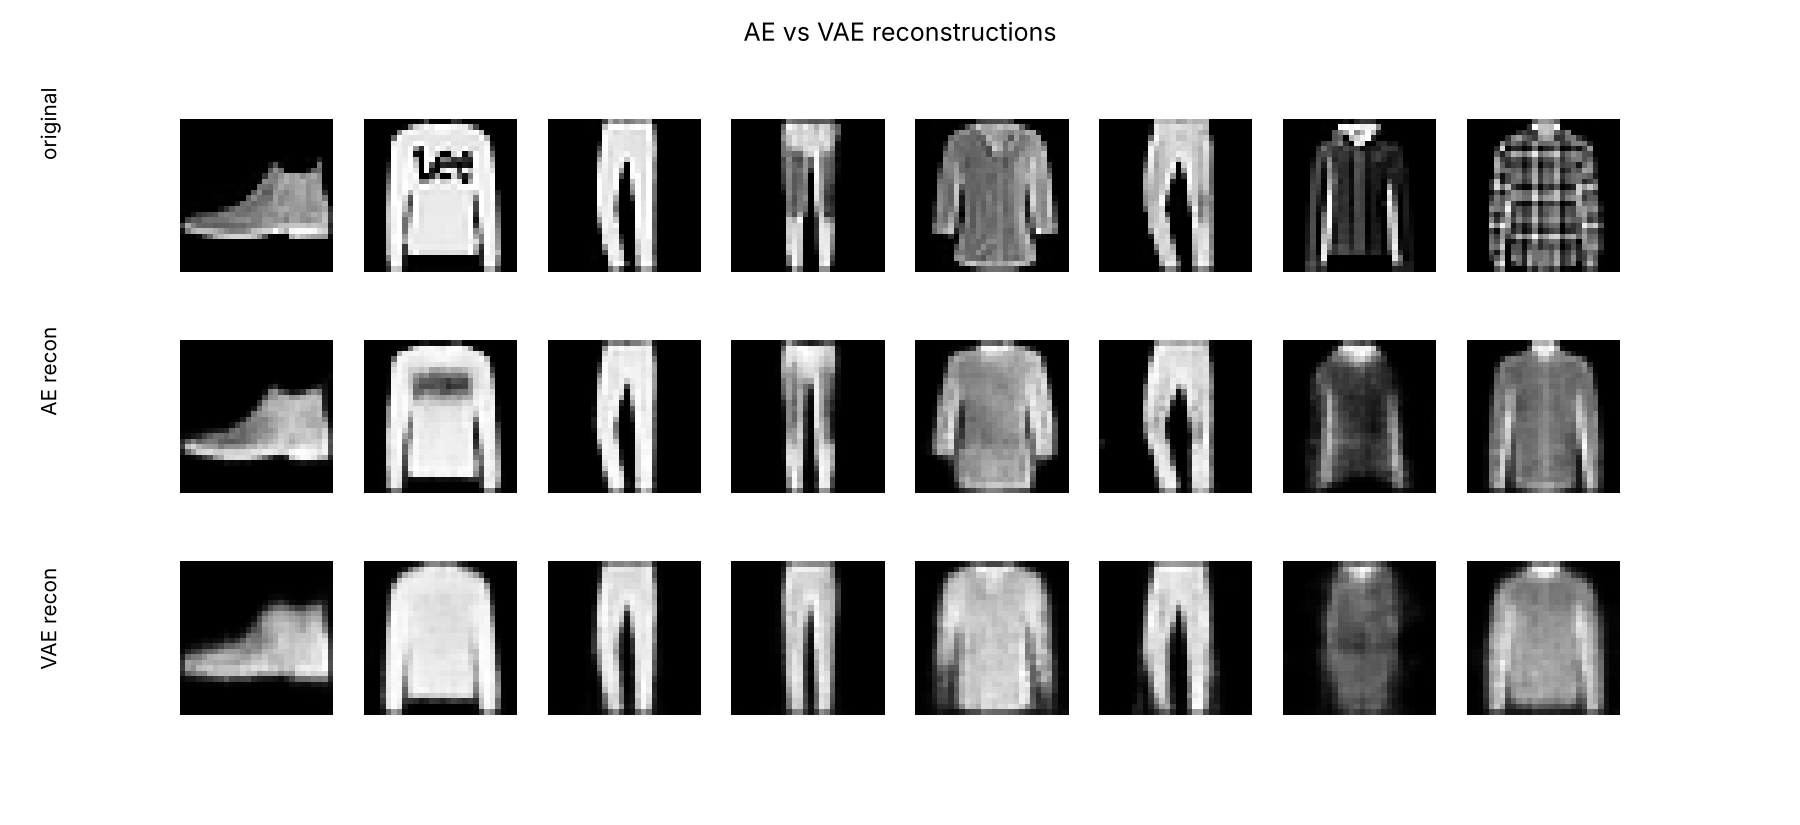 AE vs VAE reconstructions
original
Lee
AE recon
VAE recon